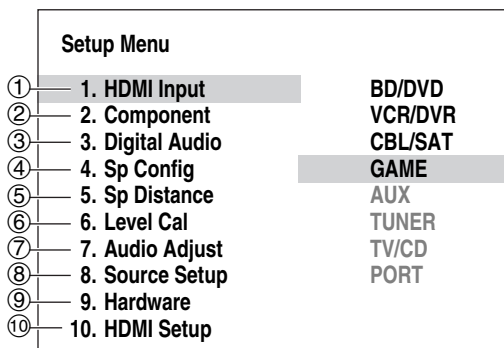 Setup Menu
① 1. HDMI Input BD/DVD
② 2. Component VCR/DVR
③ 3. Digital Audio CBL/SAT
④ 4. Sp Config GAME
⑤ 5. Sp Distance AUX
⑥ 6. Level Cal TUNER
⑦ 7. Audio Adjust TV/CD
⑧ 8. Source Setup PORT
⑨ 9. Hardware
⑩ 10. HDMI Setup